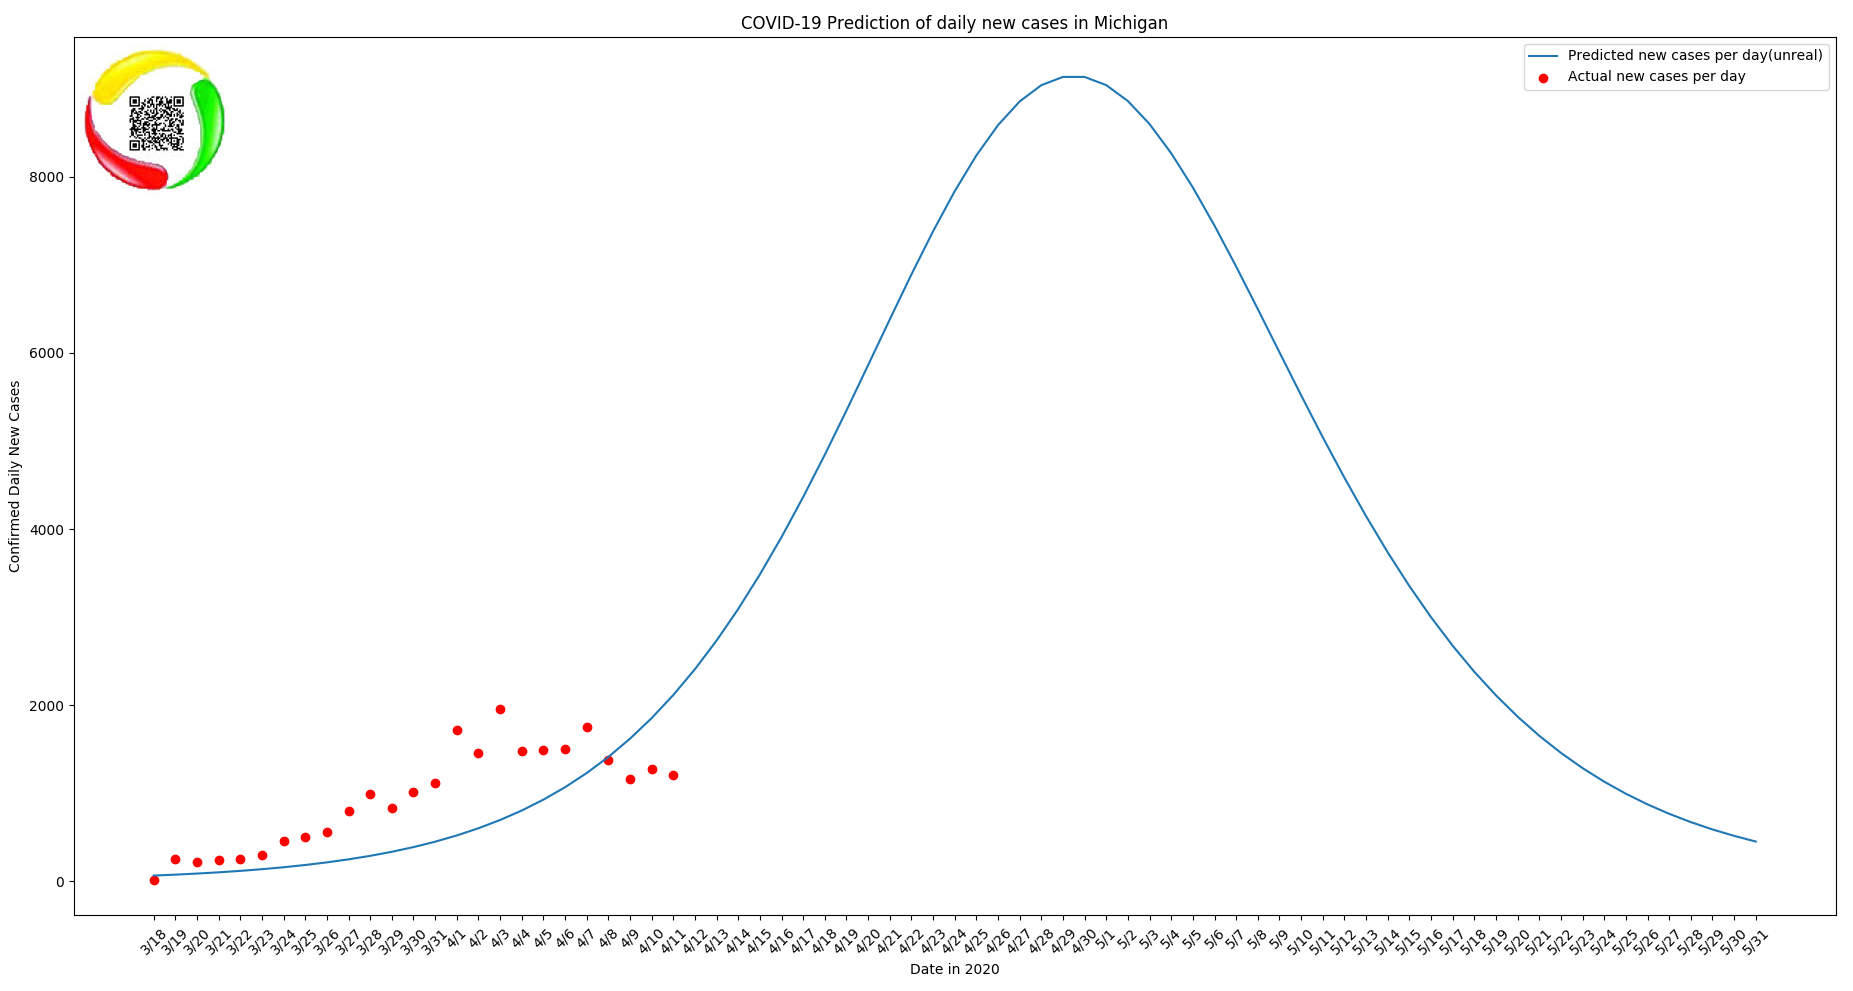 COVID-19 Prediction of daily new cases in Michigan
Predicted new cases per day(unreal)
Actual new cases per day
Confirmed Daily New Cases
8000
6000
4000
2000
0
3/18 3/19 3/20 3/21 3/22 3/23 3/24 3/25 3/26 3/27 3/28 3/29 3/30 3/31 4/1 4/2 4/3 4/4 4/5 4/6 4/7 4/8 4/9 4/10 4/11 4/12 4/13 4/14 4/15 4/16 4/17 4/18 4/19 4/20 4/21 4/22 4/23 4/24 4/25 4/26 4/27 4/28 4/29 4/30 5/1 5/2 5/3 5/4 5/5 5/6 5/7 5/8 5/9 5/10 5/11 5/12 5/13 5/14 5/15 5/16 5/17 5/18 5/19 5/20 5/21 5/22 5/23 5/24 5/25 5/26 5/27 5/28 5/29 5/30 5/31
Date in 2020